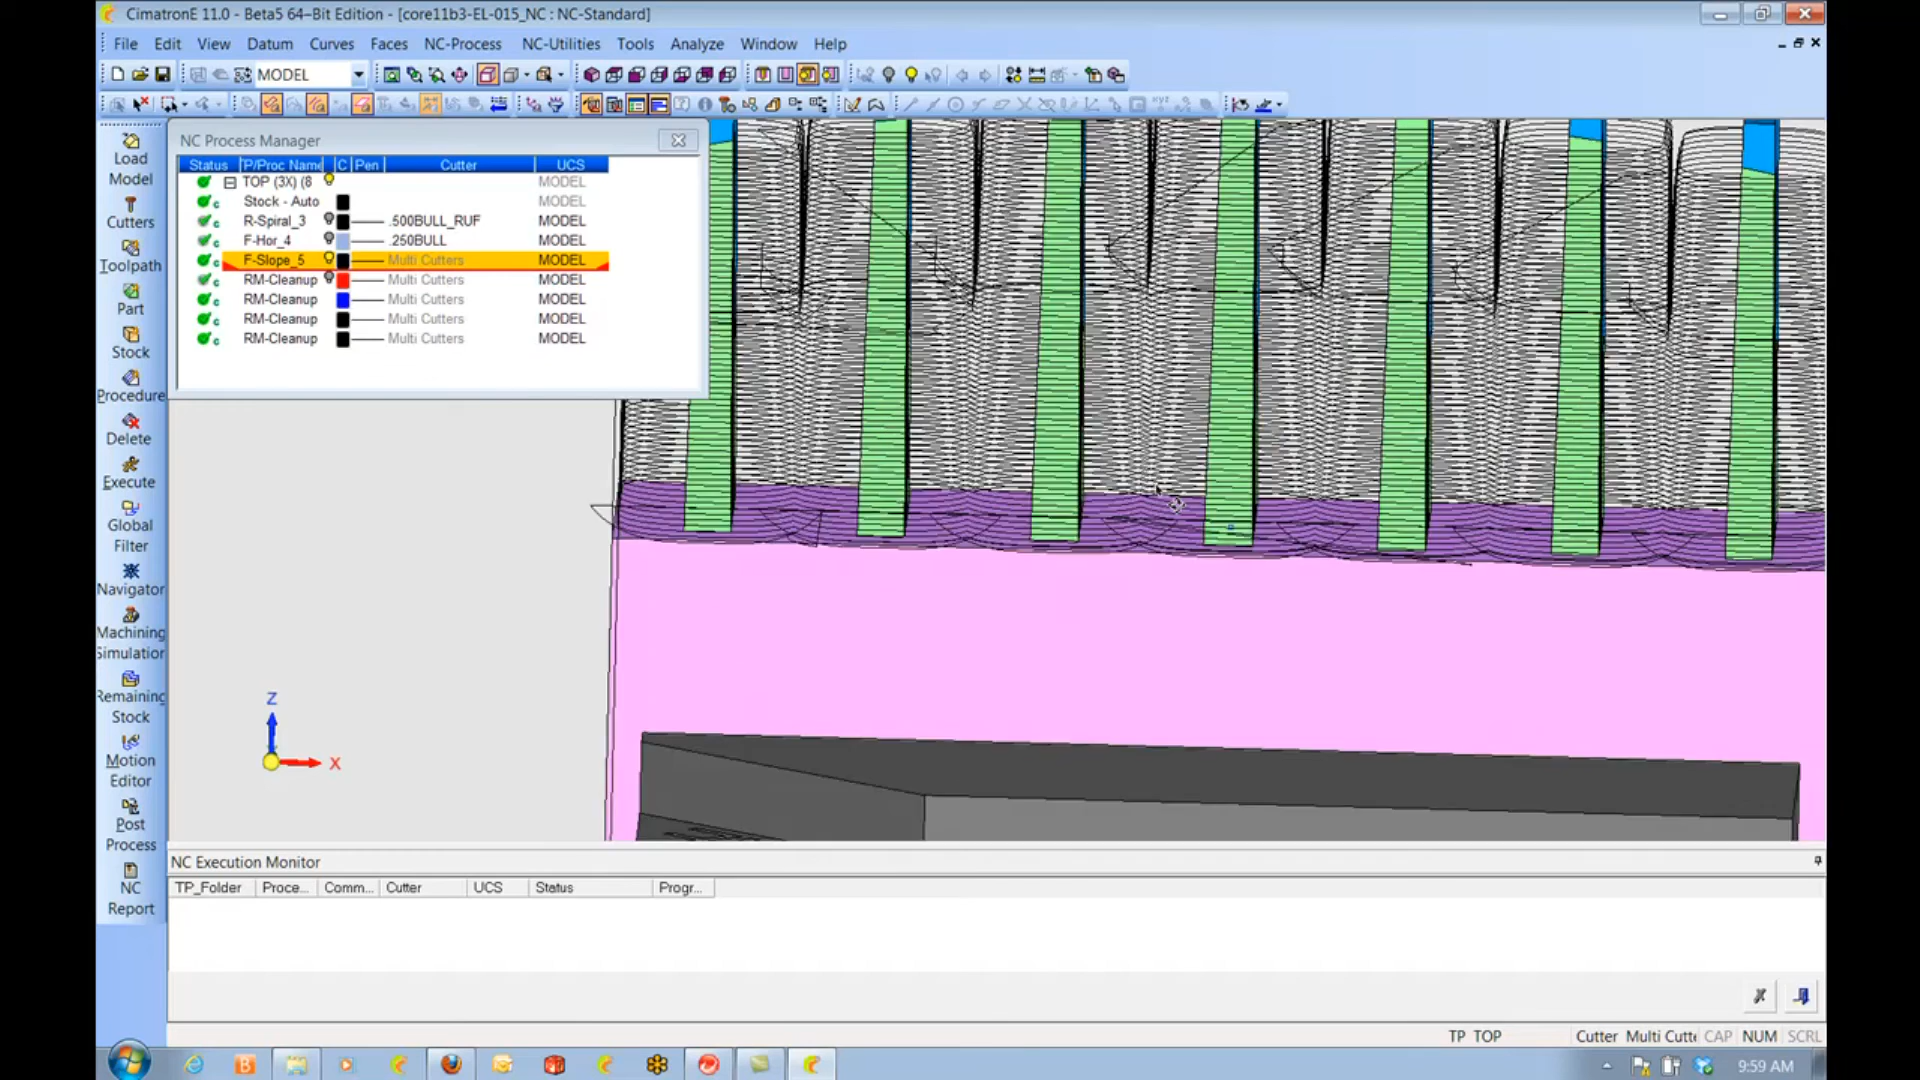 CimatronE 11.0 - Beta5 64-Bit Edition - [core11b3-EL-015_NC : NC-Standard]
File Edit View Datum Curves Faces NC-Process NC-Utilities Tools Analyze Window Help
MODEL
NC Process Manager
Status TP/Proc Name C Pen Cutter UCS
TOP (3X) (8 MODEL
Stock - Auto MODEL
R-Spiral_3 .500BULL_RUF MODEL
F-Hor_4 .250BULL MODEL
F-Slope_5 Multi Cutters MODEL
RM-Cleanup Multi Cutters MODEL
RM-Cleanup Multi Cutters MODEL
RM-Cleanup Multi Cutters MODEL
RM-Cleanup Multi Cutters MODEL
Load
Model
Cutters
Toolpath
Part
Stock
Procedure
Delete
Execute
Global
Filter
Navigator
Machining
Simulation
Remaining
Stock
Motion
Editor
Post
Process
NC
Report
Z
X
NC Execution Monitor
TP_Folder Proce... Comm... Cutter UCS Status Progr...
TP TOP Cutter Multi Cutt CAP NUM SCRL
9:59 AM